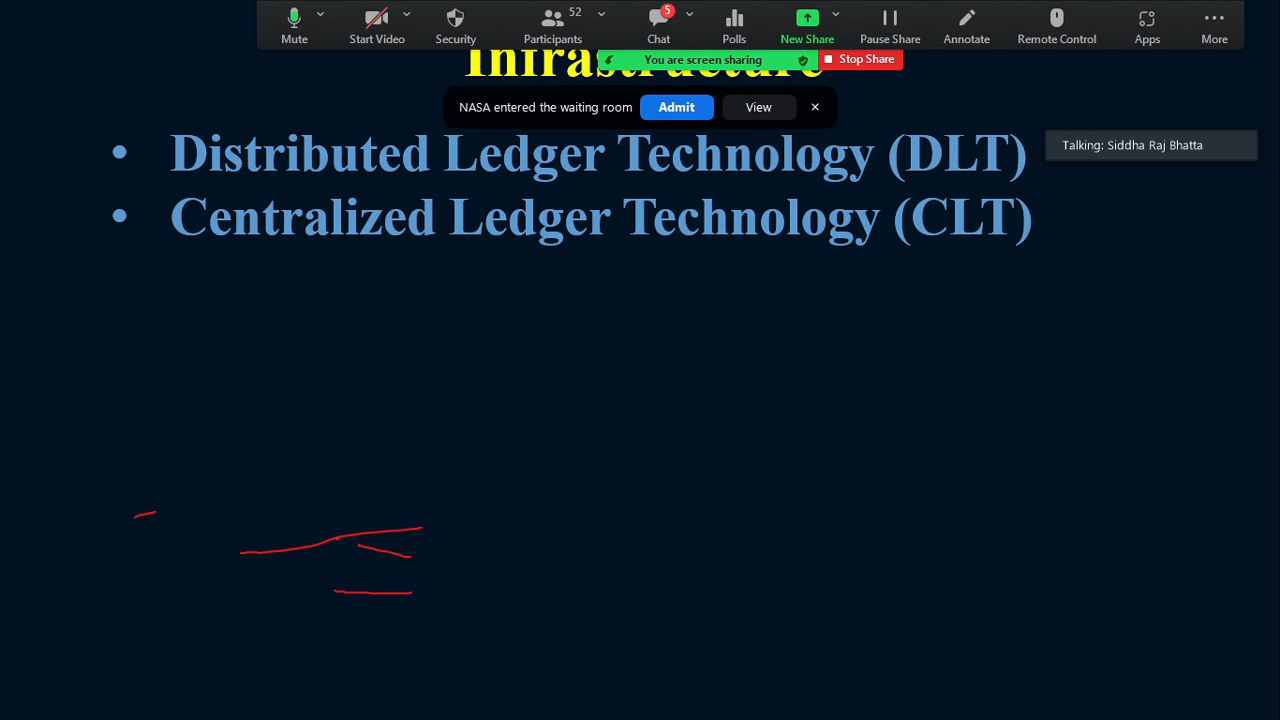 52
5
Mute
Start Video
Security
Participants
Chat
Polls
New Share
Pause Share
Annotate
Remote Control
Apps
More
Infrastructure
You are screen sharing
Stop Share
NASA entered the waiting room
Admit
View
Talking: Siddha Raj Bhatta
• Distributed Ledger Technology (DLT)
• Centralized Ledger Technology (CLT)